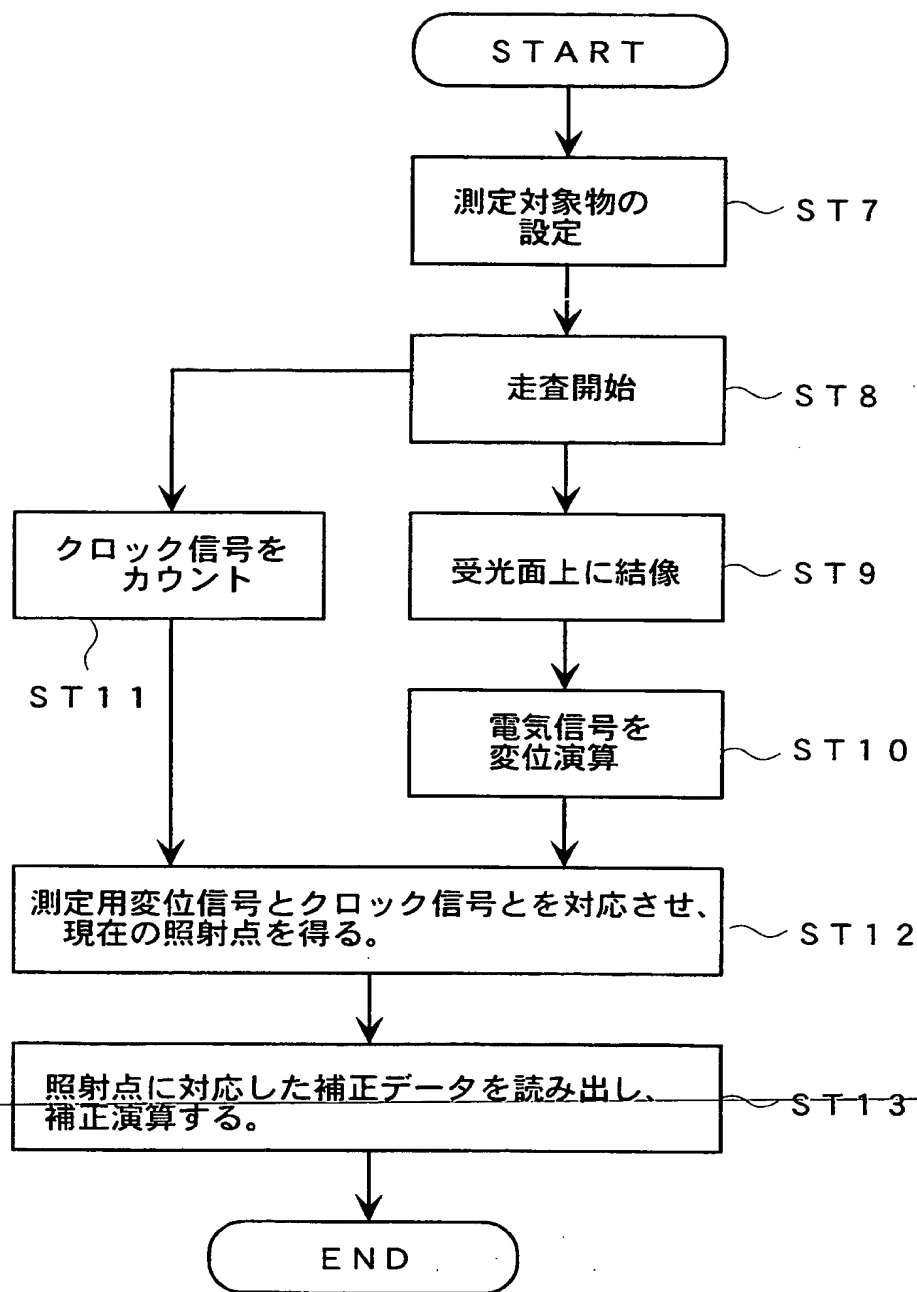 START
測定対象物の
設定
ST7
走査開始
ST8
クロック信号を
カウント
ST11
受光面上に結像
ST9
電気信号を
変位演算
ST10
測定用変位信号とクロック信号とを対応させ、
現在の照射点を得る。
ST12
照射点に対応した補正データを読み出し、
補正演算する。
ST13
END